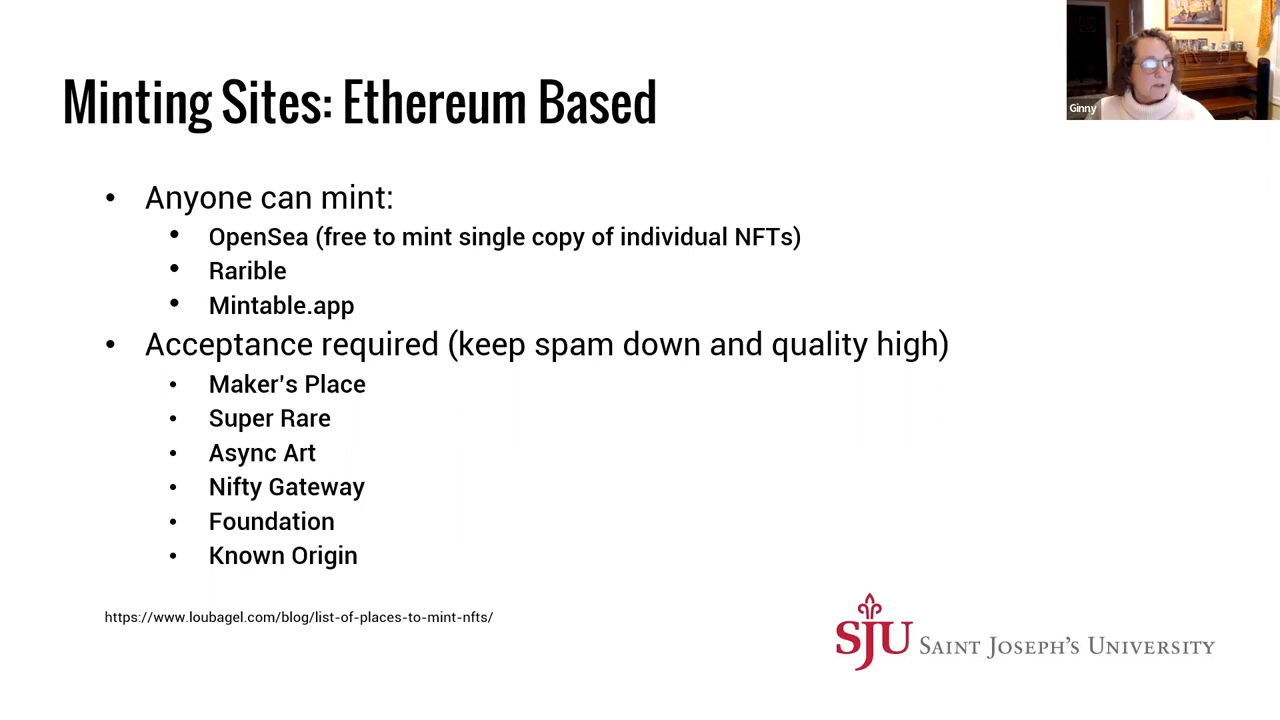 Minting Sites: Ethereum Based
Ginny
• Anyone can mint:
• OpenSea (free to mint single copy of individual NFTs)
• Rarible
• Mintable.app
• Acceptance required (keep spam down and quality high)
• Maker's Place
• Super Rare
• Async Art
• Nifty Gateway
• Foundation
• Known Origin
https://www.loubagel.com/blog/list-of-places-to-mint-nfts/
SJU SAINT JOSEPH'S UNIVERSITY